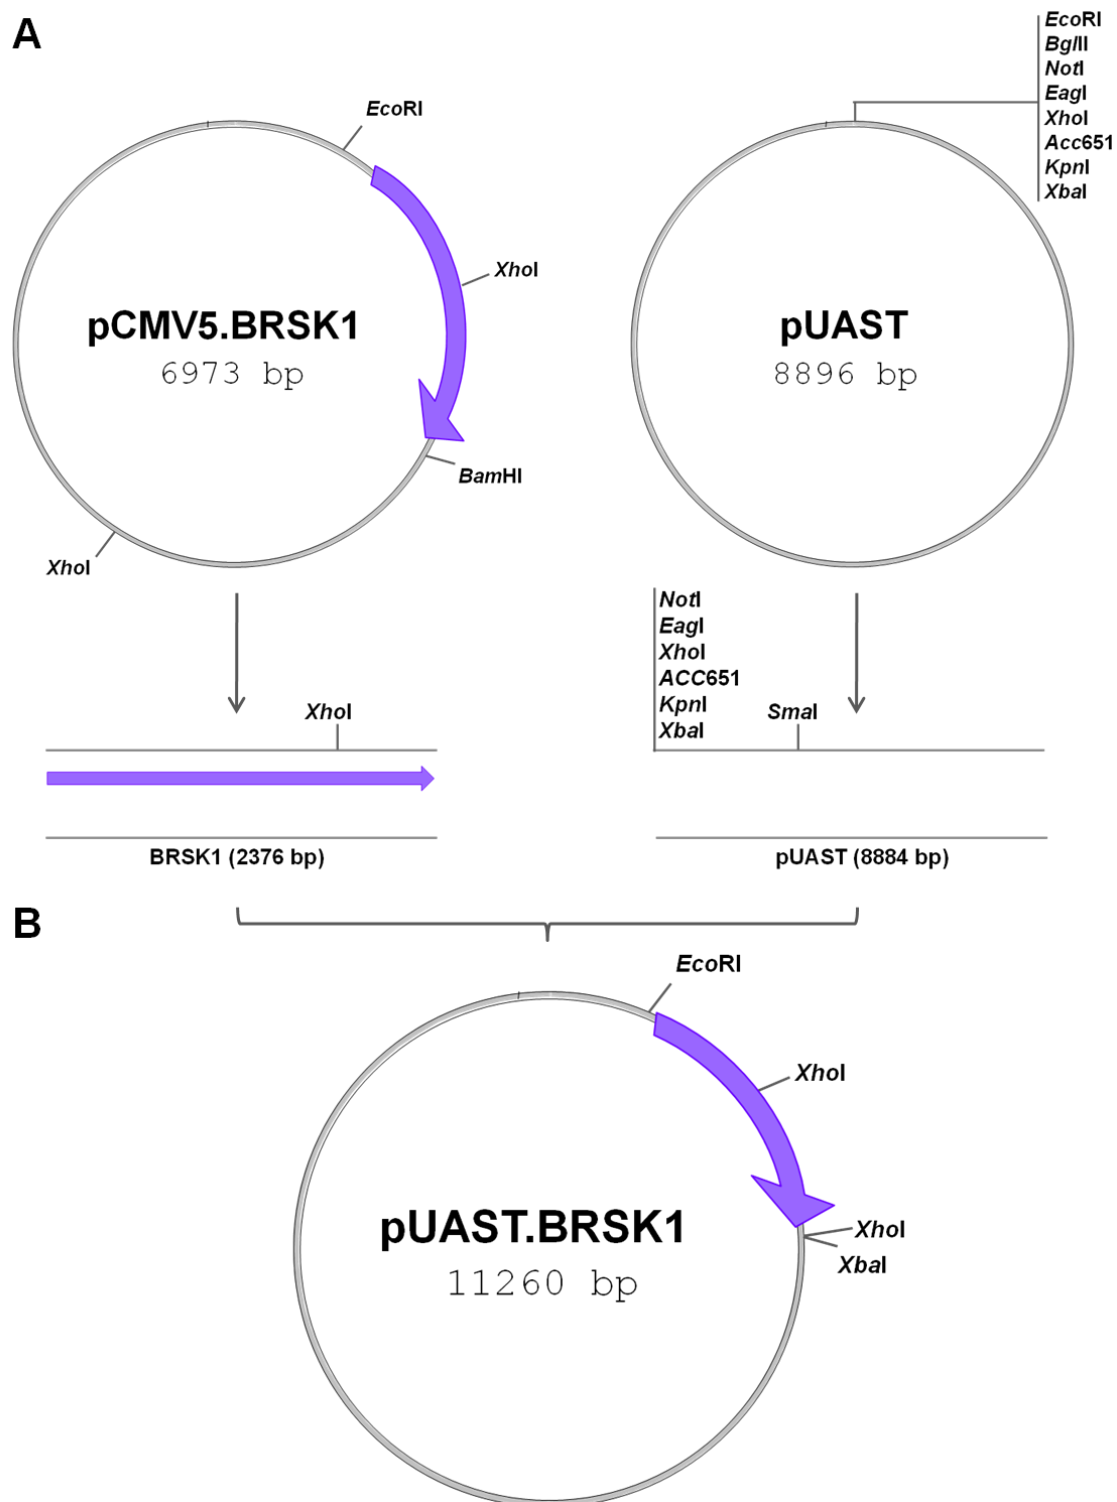 A
EcoRI
XhoI
pCMV5.BRSK1
6973 bp
BamHI
XhoI
EcoRI
BglII
NotI
EagI
XhoI
Acc651
KpnI
XbaI
pUAST
8896 bp
XhoI
BRSK1 (2376 bp)
NotI
EagI
XhoI
ACC651
KpnI
XbaI
SmaI
pUAST (8884 bp)
B
EcoRI
XhoI
pUAST.BRSK1
11260 bp
XhoI
XbaI